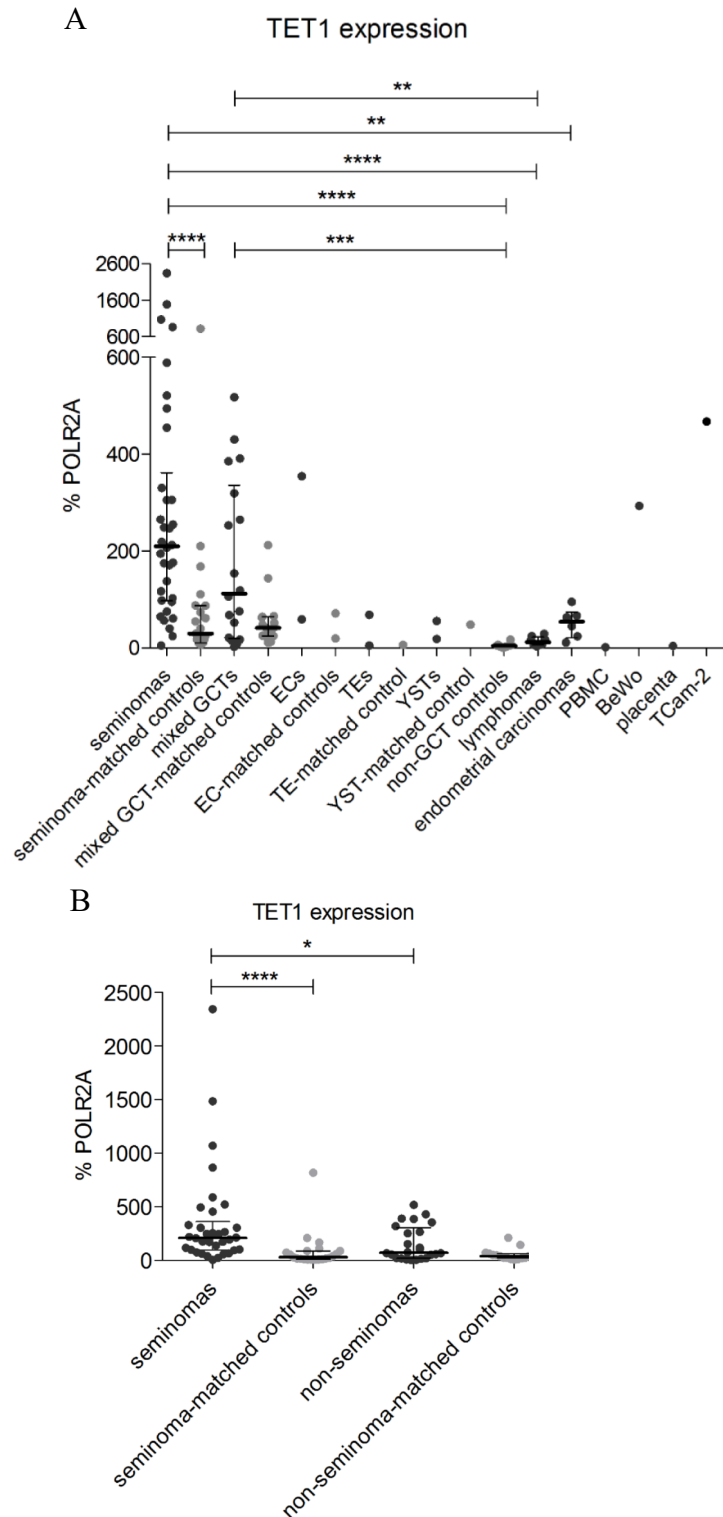 A
TET1 expression
**
**
****
****
****
***
2600
1600
600
600
400
200
0
% POLR2A
seminomas
seminoma-matched controls
mixed GCTs
mixed GCT-matched controls
ECs
EC-matched controls
TEs
TE-matched control
YSTs
YST-matched control
non-GCT controls
lymphomas
endometrial carcinomas
PBMC
BeWo
placenta
TCam-2
B
TET1 expression
*
****
2500
2000
1500
1000
500
0
% POLR2A
seminomas
seminoma-matched controls
non-seminomas
non-seminoma-matched controls